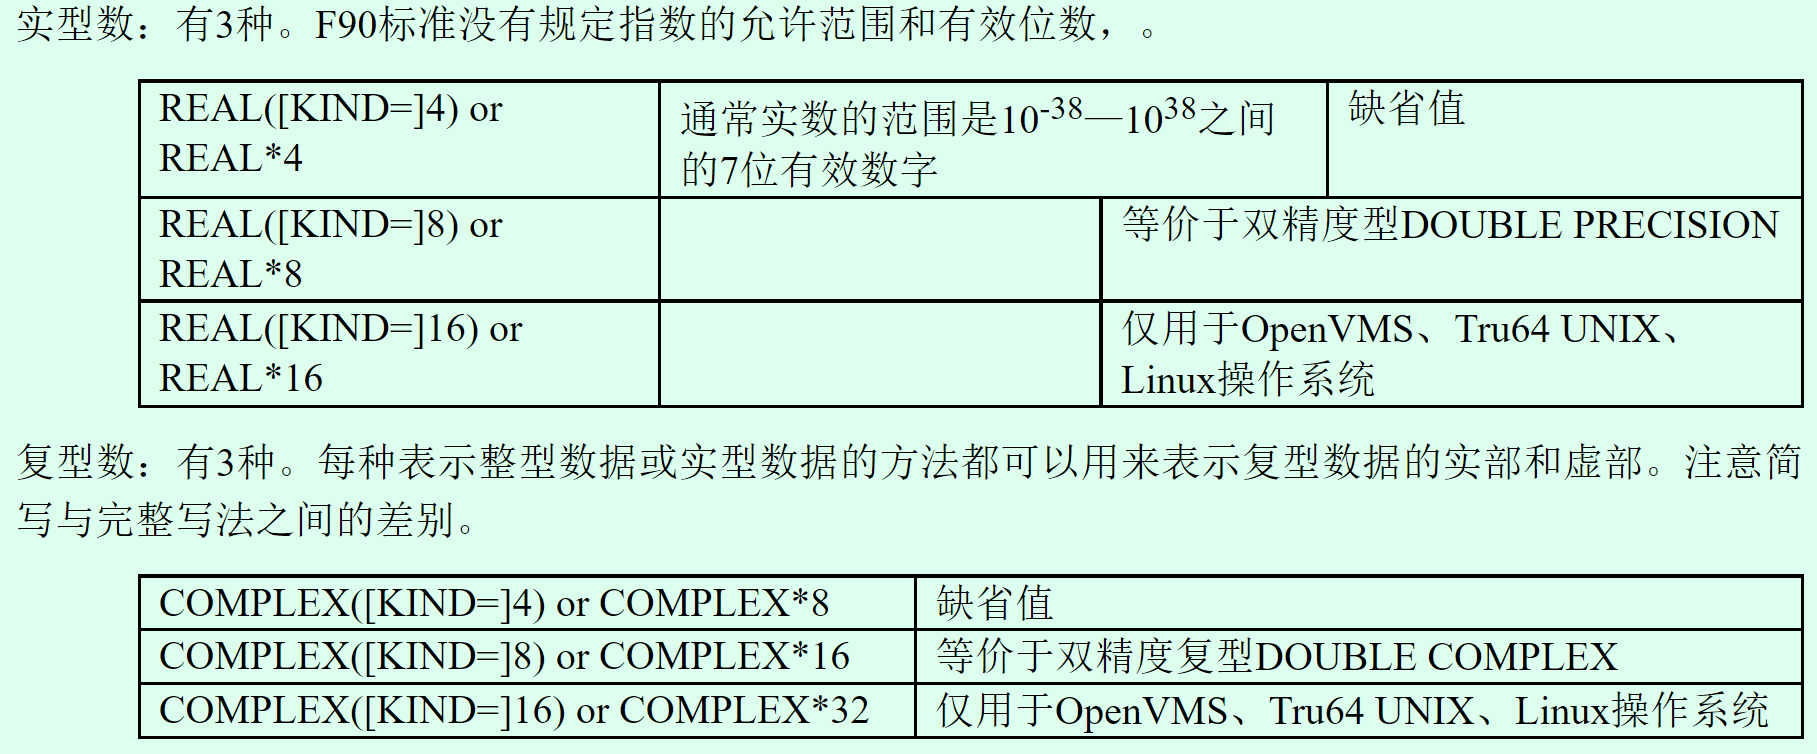 实型数：有3种。F90标准没有规定指数的允许范围和有效位数，。
REAL([KIND=]4) or
REAL*4
通常实数的范围是10-38—1038之间
的7位有效数字
缺省值
REAL([KIND=]8) or
REAL*8
等价于双精度型DOUBLE PRECISION
REAL([KIND=]16) or
REAL*16
仅用于OpenVMS、Tru64 UNIX、
Linux操作系统
复型数：有3种。每种表示整型数据或实型数据的方法都可以用来表示复型数据的实部和虚部。注意简
写与完整写法之间的差别。
COMPLEX([KIND=]4) or COMPLEX*8
缺省值
COMPLEX([KIND=]8) or COMPLEX*16
等价于双精度复型DOUBLE COMPLEX
COMPLEX([KIND=]16) or COMPLEX*32
仅用于OpenVMS、Tru64 UNIX、Linux操作系统